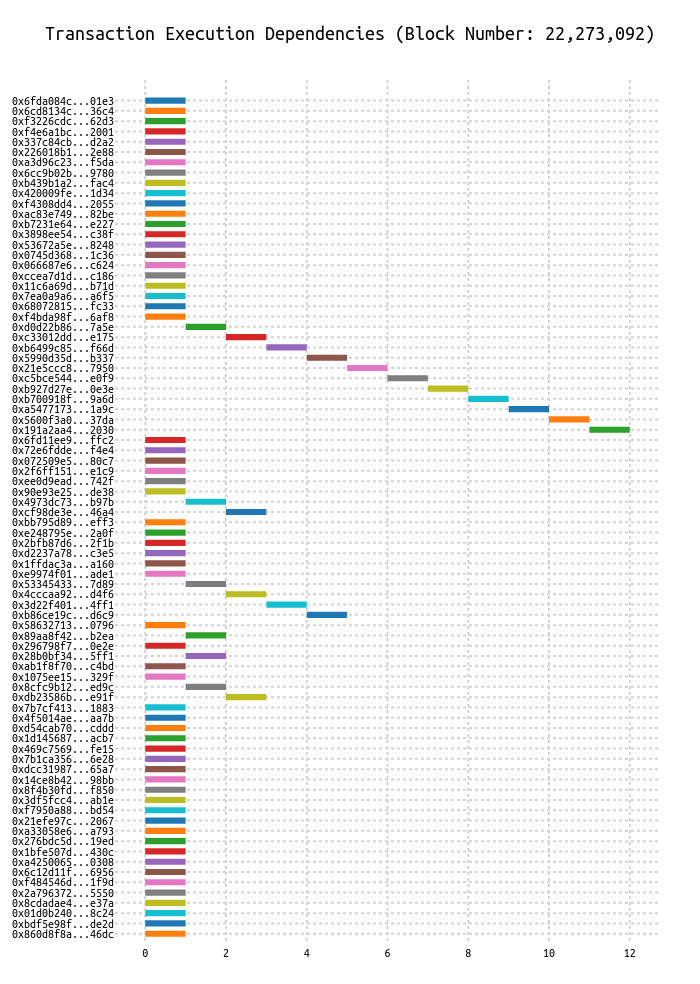 Transaction Execution Dependencies (Block Number: 22,273,092)
0x6fda084c...01e3
0x6cd8134c...36c4
0xf3226cdc...62d3
0xf4e6a1bc...2001
0x337c84cb...d2a2
0x226018b1...2e88
0xa3d96c23...f5da
0x6cc9b02b...9780
0xb439b1a2...fac4
0x420009fe...1d34
0xf4308dd4...2055
0xac83e749...82be
0xb7231e64...e227
0x3898ee54...c38f
0x53672a5e...8248
0x0745d368...1c36
0x066687e6...c624
0xccea7d1d...c186
0x11c6a69d...b71d
0x7ea0a9a6...a6f5
0x68072815...fc33
0xf4bda98f...6af8
0xd0d22b86...7a5e
0xc33012dd...e175
0xb6499c85...f66d
0x5990d35d...b337
0x21e5ccc8...7950
0xc5bce544...e0f9
0xb927d27e...0e3e
0xb700918f...9a6d
0xa5477173...1a9c
0x5600f3a0...37da
0x191a2aa4...2030
0x6fd11ee9...ffc2
0x72e6fdde...f4e4
0x072509e5...80c7
0x2f6ff151...e1c9
0xee0d9ead...742f
0x90e93e25...de38
0x4973dc73...b97b
0xcf98de3e...46a4
0xbb795d89...eff3
0xe248795e...2a0f
0x2bfb87d6...2f1b
0xd2237a78...c3e5
0x1ffdac3a...a160
0xe9974f01...ade1
0x53345433...7d89
0x4cccaa92...d4f6
0x3d22f401...4ff1
0xb86ce19c...d6c9
0x58632713...0796
0x89aa8f42...b2ea
0x296798f7...0e2e
0x28b0bf34...5ff1
0xab1f8f70...c4bd
0x1075ee15...329f
0x8cfc9b12...ed9c
0xdb23586b...e91f
0x7b7cf413...1883
0x4f5014ae...aa7b
0xd54cab70...cddd
0x1d145687...acb7
0x469c7569...fe15
0x7b1ca356...6e28
0xdcc31987...65a7
0x14ce8b42...98bb
0x8f4b30fd...f850
0x3df5fcc4...ab1e
0xf7950a88...bd54
0x21efe97c...2067
0xa33058e6...a793
0x276bdc5d...19ed
0x1bfe507d...430c
0xa4250065...0308
0x6c12d11f...6956
0xf484546d...1f9d
0x2a796372...5550
0x8cdadae4...e37a
0x01d0b240...8c24
0xbdf5e98f...de2d
0x860d8f8a...46dc
0 2 4 6 8 10 12